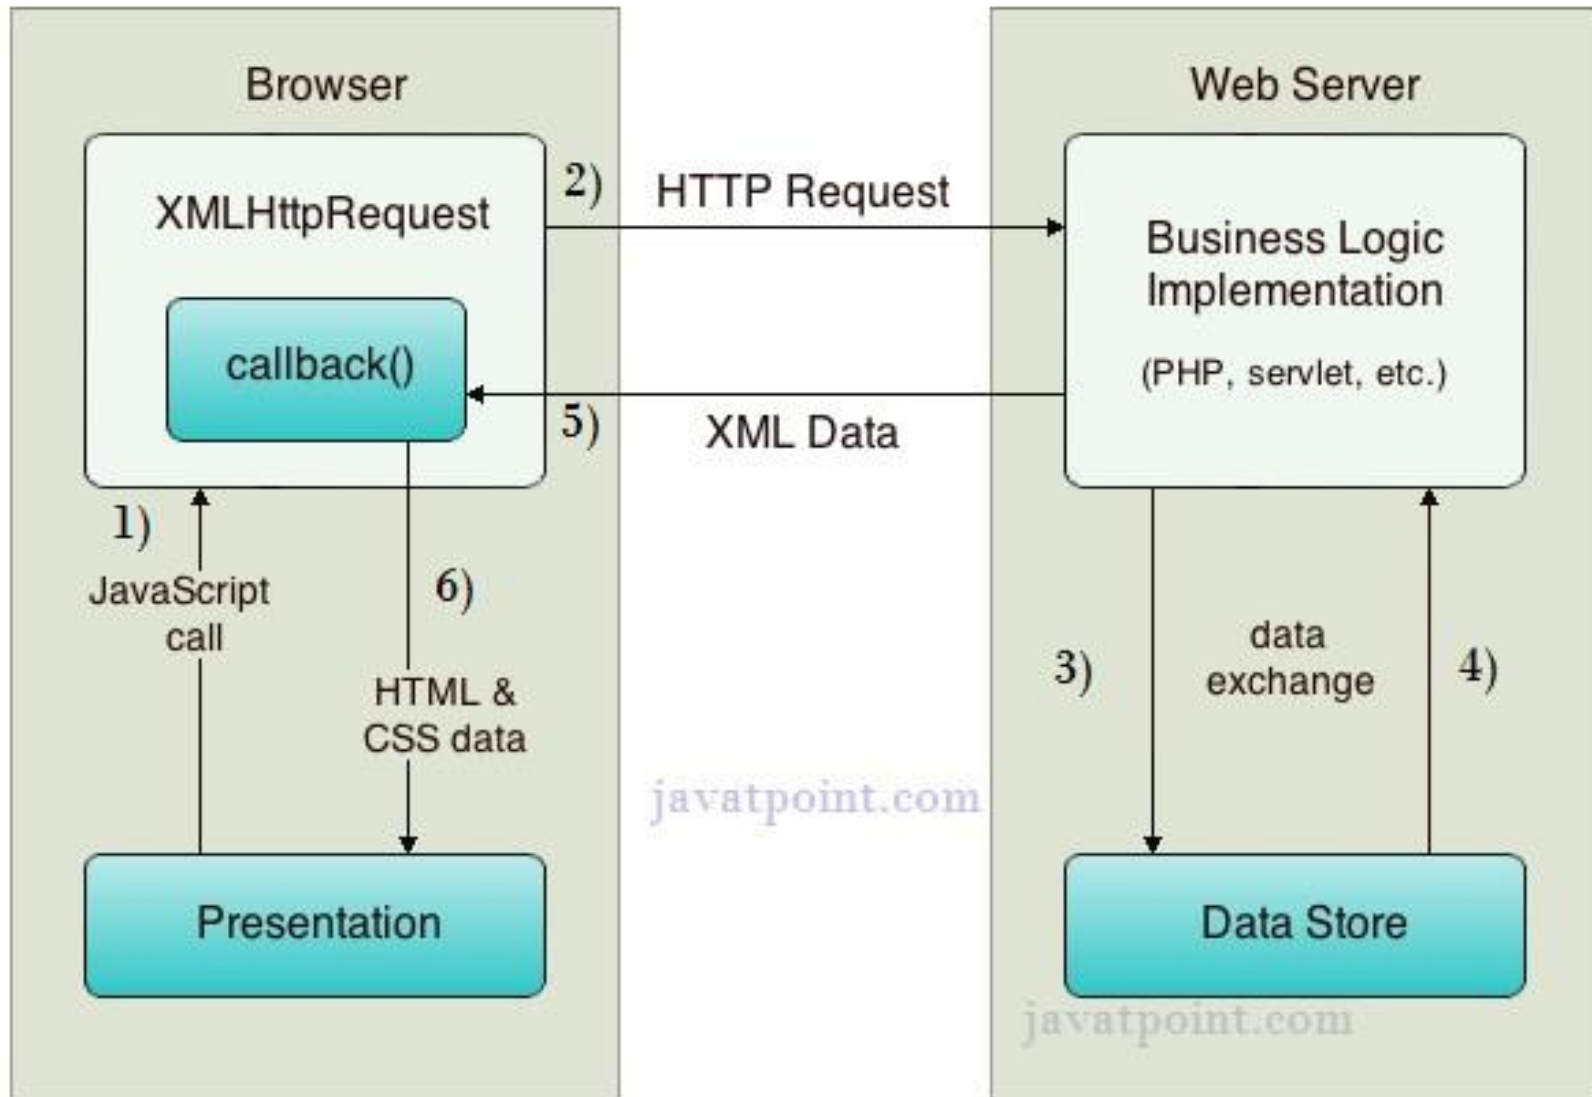 Browser
XMLHttpRequest
callback()
1)
JavaScript
call
6)
HTML &
CSS data
Presentation
2)
HTTP Request
5)
XML Data
javatpoint.com
Web Server
Business Logic
Implementation
(PHP, servlet, etc.)
3)
data
exchange
4)
Data Store
javatpoint.com